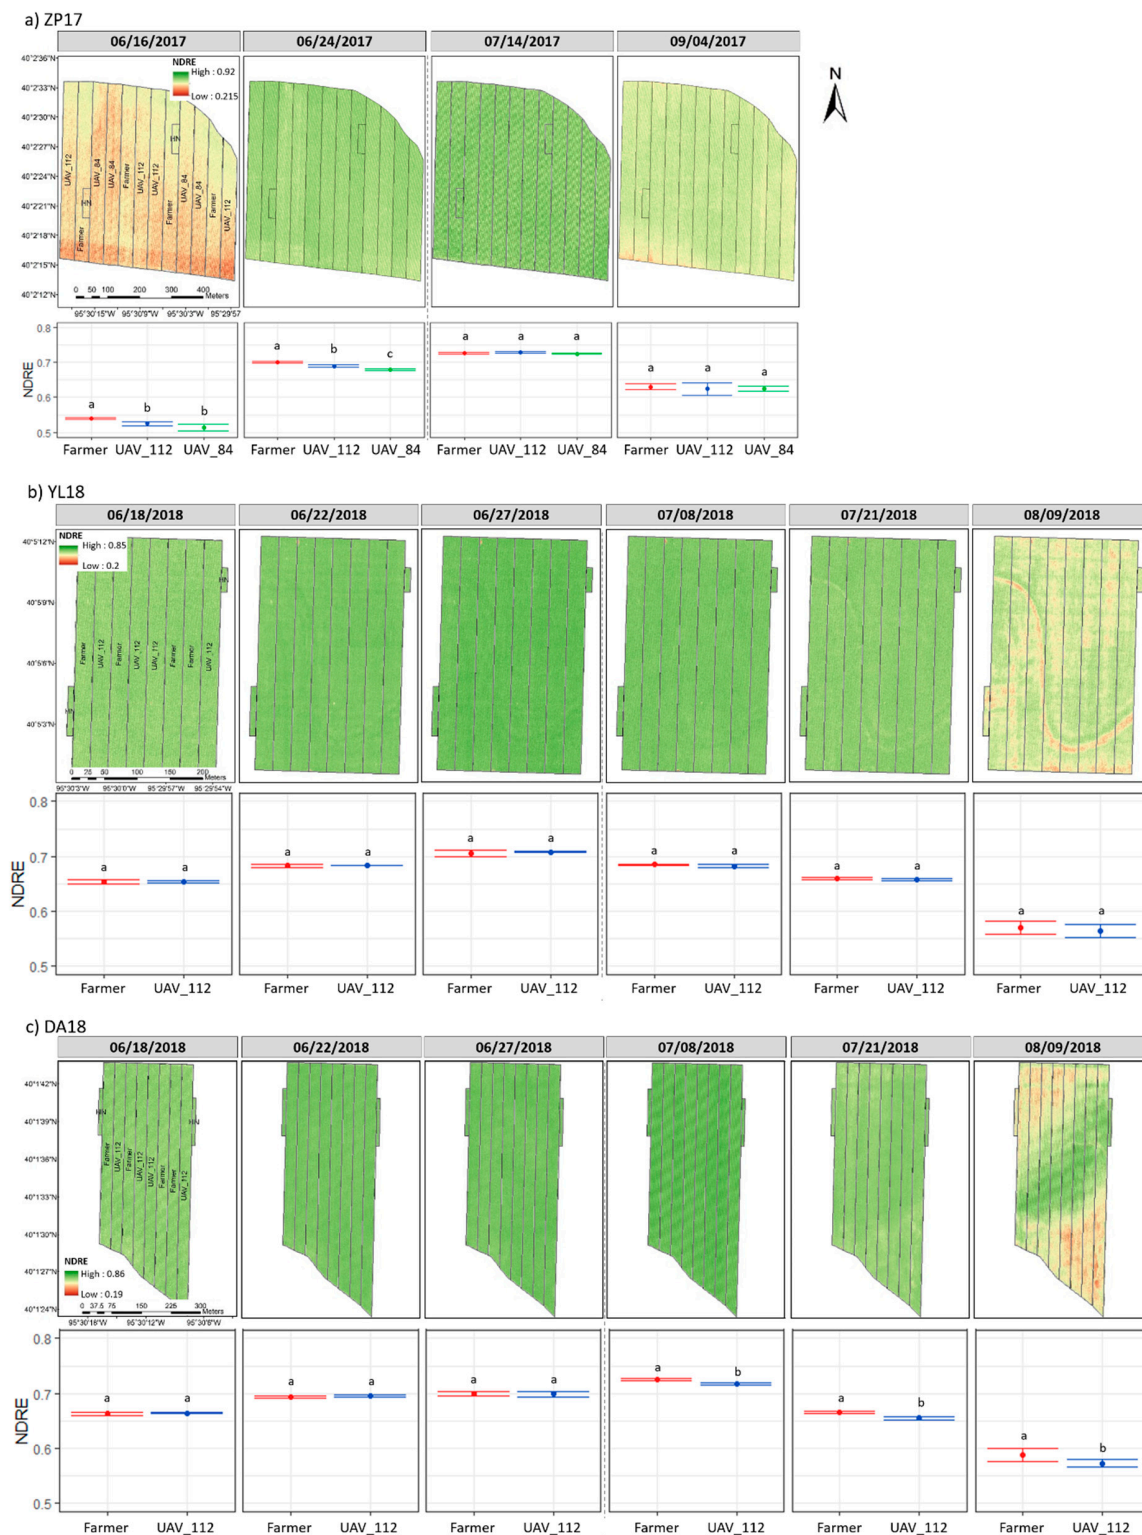 a) ZP17
06/16/2017 06/24/2017 07/14/2017 09/04/2017
NDRE
High : 0.92
Low : 0.215
N
40°2'36"N
40°2'33"N
40°2'30"N
40°2'27"N
40°2'24"N
40°2'21"N
40°2'18"N
40°2'15"N
40°2'12"N
UAV_112 HN Farmer UAV_84 UAV_84 Farmer UAV_112 UAV_112 Farmer HN UAV_84 UAV_84 Farmer UAV_112
0 50 100 200 300 400 Meters
95°30'15"W 95°30'9"W 95°30'3"W 95°29'57
NDRE
0.8
0.7
0.6
0.5
a b b a b c a a a a a a
Farmer UAV_112 UAV_84 Farmer UAV_112 UAV_84 Farmer UAV_112 UAV_84 Farmer UAV_112 UAV_84
b) YL18
06/18/2018 06/22/2018 06/27/2018 07/08/2018 07/21/2018 08/09/2018
NDRE
High : 0.85
Low : 0.2
40°5'12"N
40°5'9"N
40°5'6"N
40°5'3"N
HN Farmer UAV_112 Farmer UAV_112 UAV_112 Farmer Farmer UAV_112 HN
0 25 50 100 150 200 Meters
95°30'3"W 95°30'0"W 95°29'57"W 95°29'54"W
NDRE
0.8
0.7
0.6
0.5
a a a a a a a a a a a a
Farmer UAV_112 Farmer UAV_112 Farmer UAV_112 Farmer UAV_112 Farmer UAV_112 Farmer UAV_112
c) DA18
06/18/2018 06/22/2018 06/27/2018 07/08/2018 07/21/2018 08/09/2018
40°1'42"N
40°1'39"N
40°1'36"N
40°1'33"N
40°1'30"N
40°1'27"N
40°1'24"N
HN Farmer UAV_112 Farmer UAV_112 UAV_112 Farmer Farmer UAV_112 HN
NDRE
High : 0.86
Low : 0.19
0 37.5 75 150 225 300 Meters
95°30'16"W 95°30'12"W 95°30'8"W
NDRE
0.8
0.7
0.6
0.5
a a a a a a a b a b a b
Farmer UAV_112 Farmer UAV_112 Farmer UAV_112 Farmer UAV_112 Farmer UAV_112 Farmer UAV_112